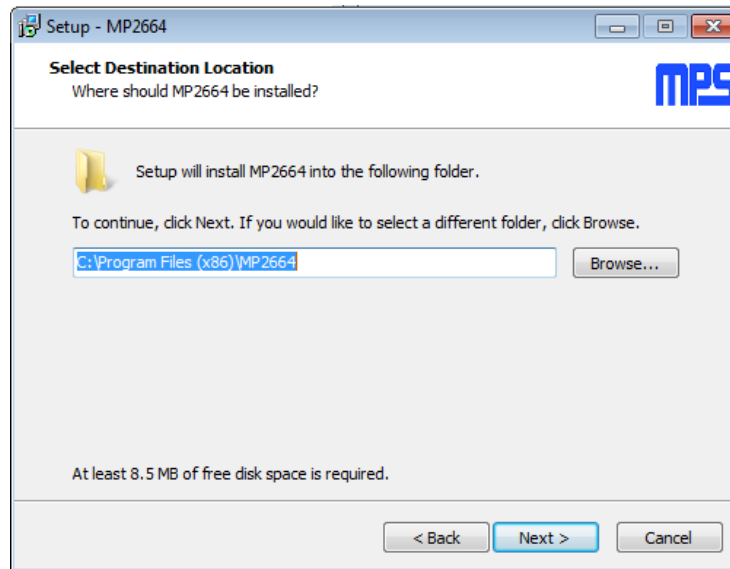 Setup - MP2664
Select Destination Location
Where should MP2664 be installed?
MPS
Setup will install MP2664 into the following folder.
To continue, click Next. If you would like to select a different folder, click Browse.
C:\Program Files (x86)\MP2664
Browse...
At least 8.5 MB of free disk space is required.
< Back
Next >
Cancel